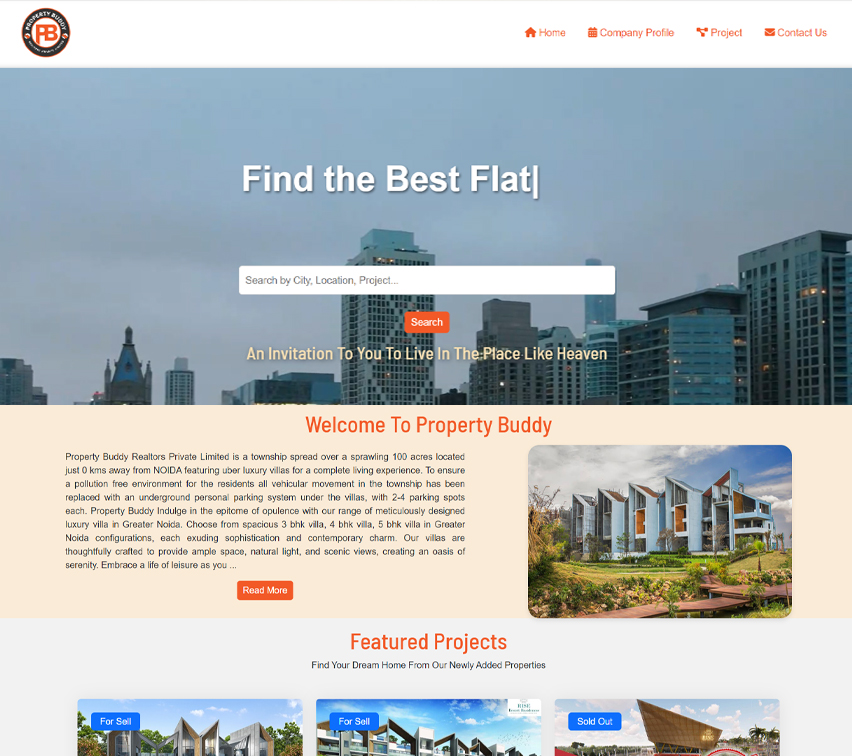 PROPERTY BUDDY
PB
Home
Company Profile
Project
Contact Us
Find the Best Flat|
Search by City, Location, Project...
Search
An Invitation To You To Live In The Place Like Heaven
Welcome To Property Buddy
Property Buddy Realtors Private Limited is a township spread over a sprawling 100 acres located
just 0 kms away from NOIDA featuring uber luxury villas for a complete living experience. To ensure
a pollution free environment for the residents all vehicular movement in the township has been
replaced with an underground personal parking system under the villas, with 2-4 parking spots
each. Property Buddy Indulge in the epitome of opulence with our range of meticulously designed
luxury villa in Greater Noida. Choose from spacious 3 bhk villa, 4 bhk villa, 5 bhk villa in Greater
Noida configurations, each exuding sophistication and contemporary charm. Our villas are
thoughtfully crafted to provide ample space, natural light, and scenic views, creating an oasis of
serenity. Embrace a life of leisure as you ...
Read More
Featured Projects
Find Your Dream Home From Our Newly Added Properties
For Sell
For Sell
Sold Out